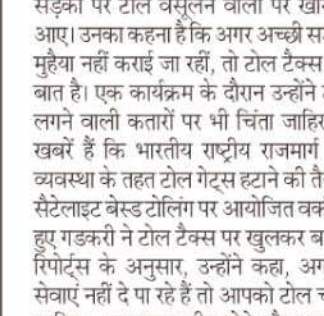 सड़कों पर टोल वसूलने वालों पर
आए। उनका कहना है कि अगर अच्छी
मुहैया नहीं कराई जा रहीं, तो टोल टैक्स
बात है। एक कार्यक्रम के दौरान उन्होंने
लगने वाली कतारों पर भी चिंता जाहिर
खबरें हैं कि भारतीय राष्ट्रीय राजमार्ग
व्यवस्था के तहत टोल गेट्स हटाने की तै
सैटेलाइट बेस्ड टोलिंग पर आयोजित वर्क
हुए गडकरी ने टोल टैक्स पर खुलकर ब
रिपोर्ट्स के अनुसार, उन्होंने कहा, अग
सेवाएं नहीं दे पा रहे हैं तो आपको टोल